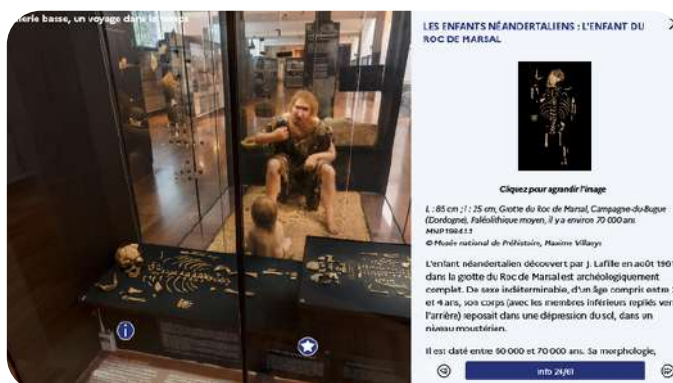 galerie basse, un voyage dans le temps
LES ENFANTS NÉANDERTALIENS : L'ENFANT DU
ROC DE MARSAL
Cliquez pour agrandir l'image
L : 85 cm ; l : 25 cm, Grotte du Roc de Marsal, Campagne-du-Bugue
(Dordogne), Paléolithique moyen, il y a environ 70 000 ans
© Musée national de Préhistoire, Maxime Villaeys
L'enfant néandertalien découvert par J. Lafille en août 1961
dans la grotte du Roc de Marsal est archéologiquement
complet. De sexe indéterminable, d'un âge compris entre
et 4 ans, son corps (avec les membres inférieurs repliés vers
l'arrière) reposait dans une dépression du sol, dans un
niveau moustérien.
Il est daté entre 60 000 et 70 000 ans. Sa morphologie,
info 24/61